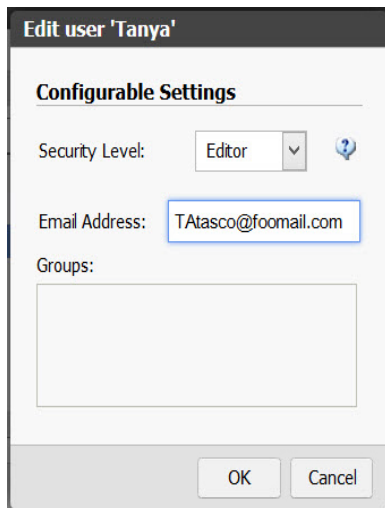 Edit user 'Tanya'
Configurable Settings
Security Level: Editor
Email Address: TAtasco@foomail.com
Groups:
OK Cancel